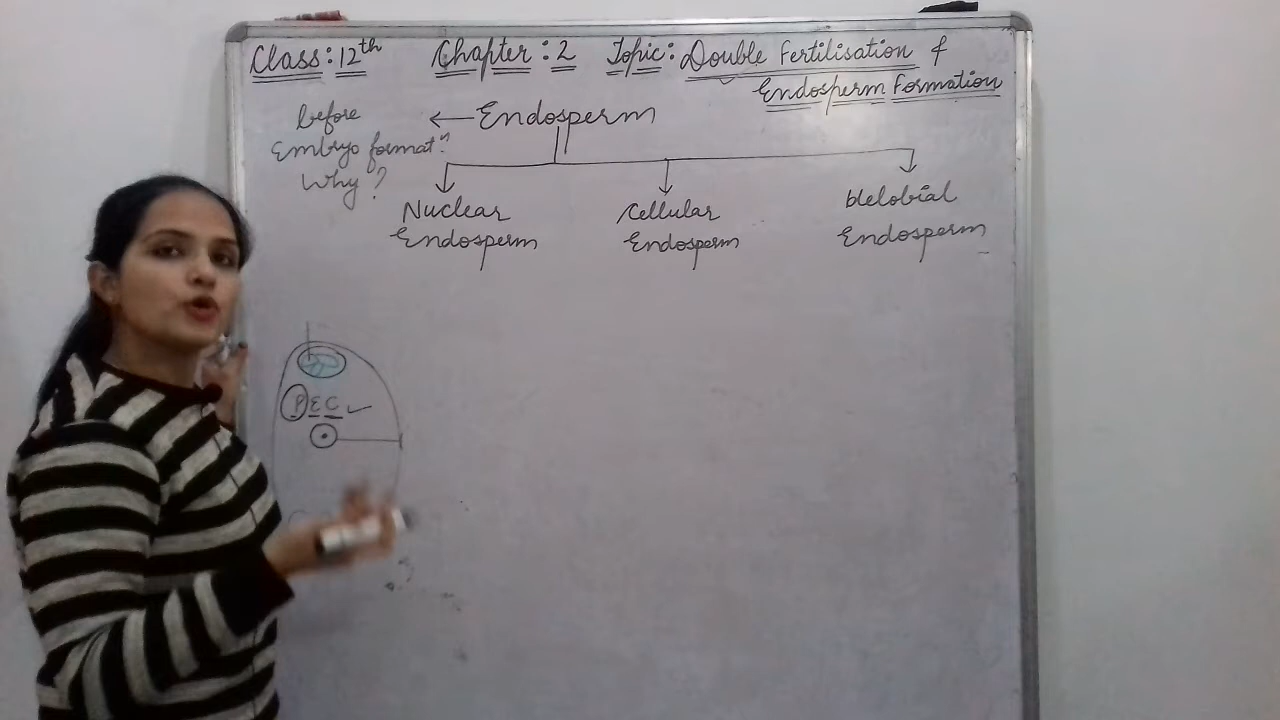 Class: 12th Chapter: 2 Topic: Double Fertilisation &
Endosperm Formation
before ← Endosperm
Embryo format.n
Why?
Nuclear Cellular Helobial
Endosperm Endosperm Endosperm
PEC ✓